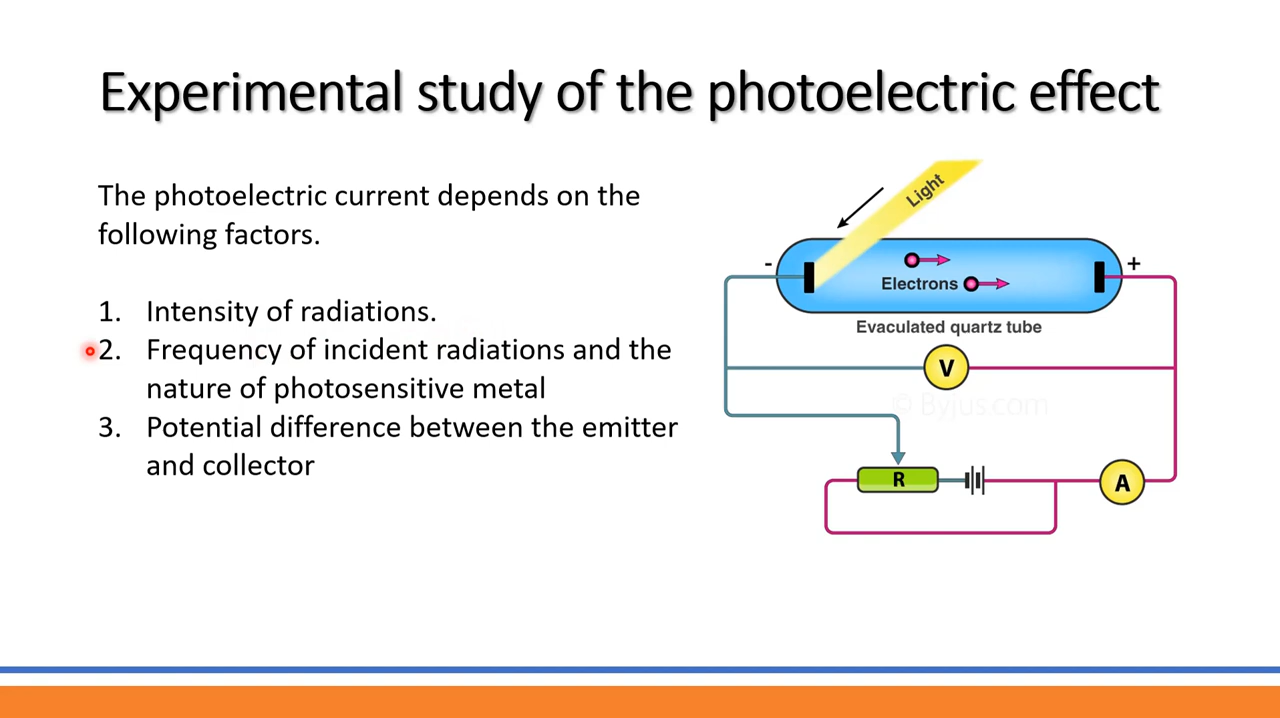 Experimental study of the photoelectric effect
The photoelectric current depends on the
following factors.
1. Intensity of radiations.
2. Frequency of incident radiations and the
nature of photosensitive metal
3. Potential difference between the emitter
and collector
Light
-
+
Electrons
Evaculated quartz tube
V
© Byjus.com
R
A